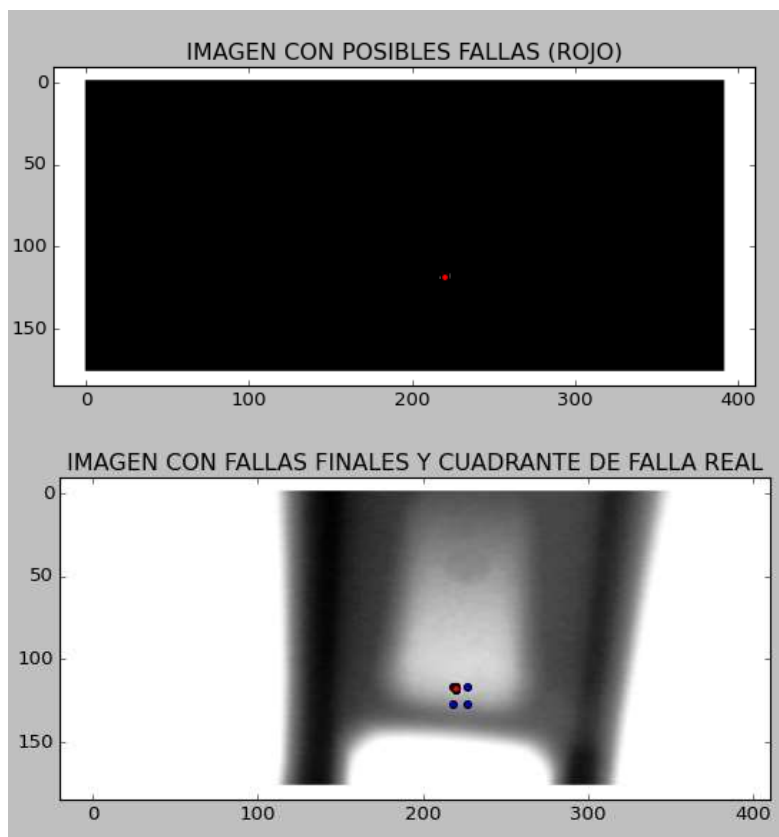 IMAGEN CON POSIBLES FALLAS (ROJO)
0
50
100
150
0 100 200 300 400
IMAGEN CON FALLAS FINALES Y CUADRANTE DE FALLA REAL
0
50
100
150
0 100 200 300 400